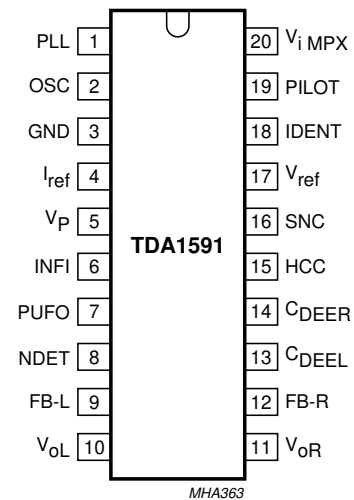 PLL 1 20 Vi MPX
OSC 2 19 PILOT
GND 3 18 IDENT
Iref 4 17 Vref
VP 5 16 SNC
TDA1591
INFI 6 15 HCC
PUFO 7 14 CDEER
NDET 8 13 CDEEL
FB-L 9 12 FB-R
VoL 10 11 VoR
MHA363